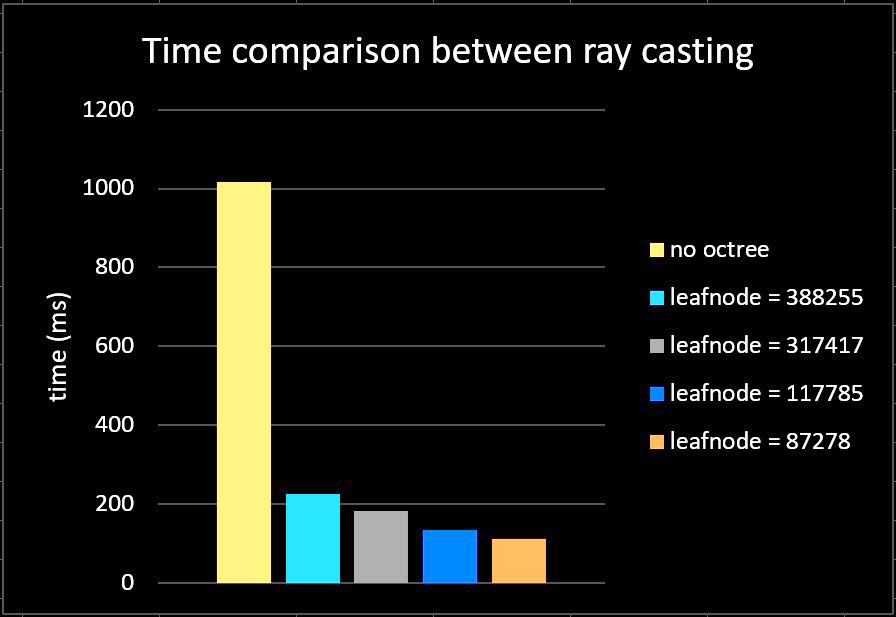 Time comparison between ray casting
1200
1000
800
600
400
200
0
time (ms)
no octree
leafnode = 388255
leafnode = 317417
leafnode = 117785
leafnode = 87278